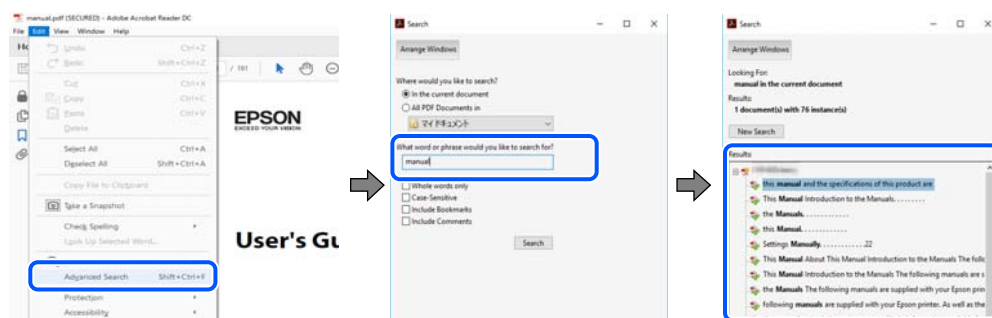 manual.pdf (SECURED) - Adobe Acrobat Reader DC
File Edit View Window Help
Undo Ctrl+Z
Redo Shift+Ctrl+Z
Cut Ctrl+X
Copy Ctrl+C
Paste Ctrl+V
Delete
Select All Ctrl+A
Deselect All Shift+Ctrl+A
Copy File to Clipboard
Take a Snapshot
Check Spelling
Look Up Selected Word...
Advanced Search Shift+Ctrl+F
Protection
Accessibility
/ 181
EPSON
EXCEED YOUR VISION
User's Gu
Search
Arrange Windows
Where would you like to search?
In the current document
All PDF Documents in
マイ ドキュメント
What word or phrase would you like to search for?
manual
Whole words only
Case-Sensitive
Include Bookmarks
Include Comments
Search
Search
Arrange Windows
Looking For:
manual in the current document
Results:
1 document(s) with 76 instance(s)
New Search
Results:
this manual and the specifications of this product are
This Manual Introduction to the Manuals. . . . . . . . .
the Manuals. . . . . . . . . . . . .
this Manual. . . . . . . . . . . . .
Settings Manually. . . . . . . . . . . . .22
This Manual About This Manual Introduction to the Manuals The follo
This Manual Introduction to the Manuals The following manuals are s
the Manuals The following manuals are supplied with your Epson prin
following manuals are supplied with your Epson printer. As well as the